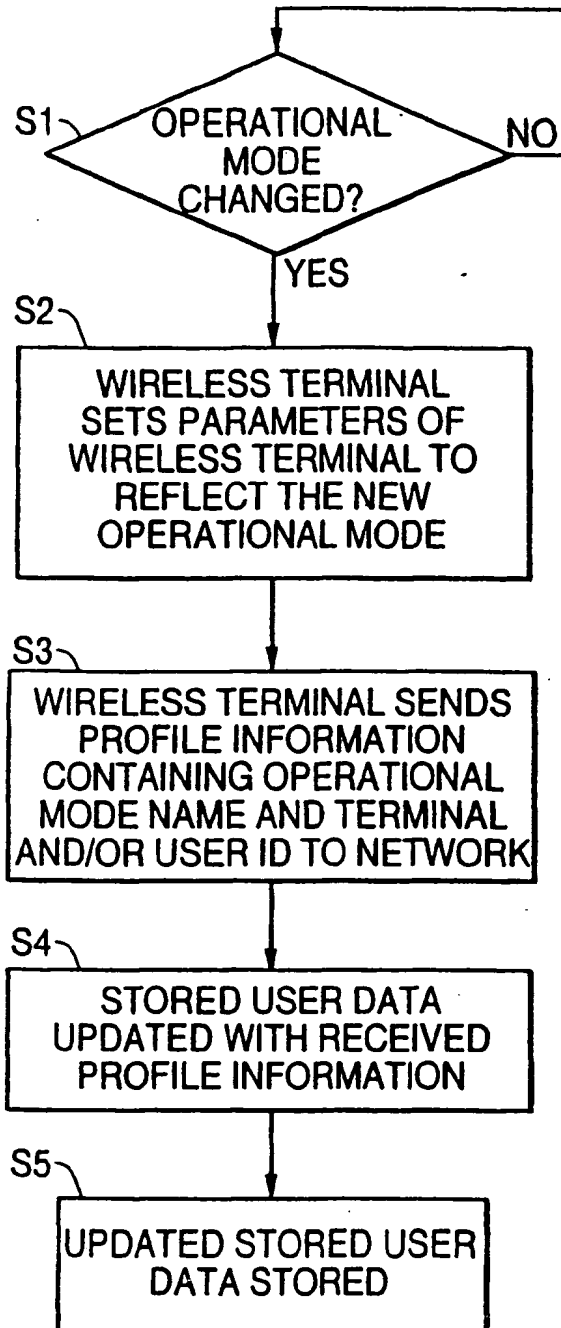 S1
OPERATIONAL
MODE
CHANGED?
NO
YES
S2
WIRELESS TERMINAL
SETS PARAMETERS OF
WIRELESS TERMINAL TO
REFLECT THE NEW
OPERATIONAL MODE
S3
WIRELESS TERMINAL SENDS
PROFILE INFORMATION
CONTAINING OPERATIONAL
MODE NAME AND TERMINAL
AND/OR USER ID TO NETWORK
S4
STORED USER DATA
UPDATED WITH RECEIVED
PROFILE INFORMATION
S5
UPDATED STORED USER
DATA STORED